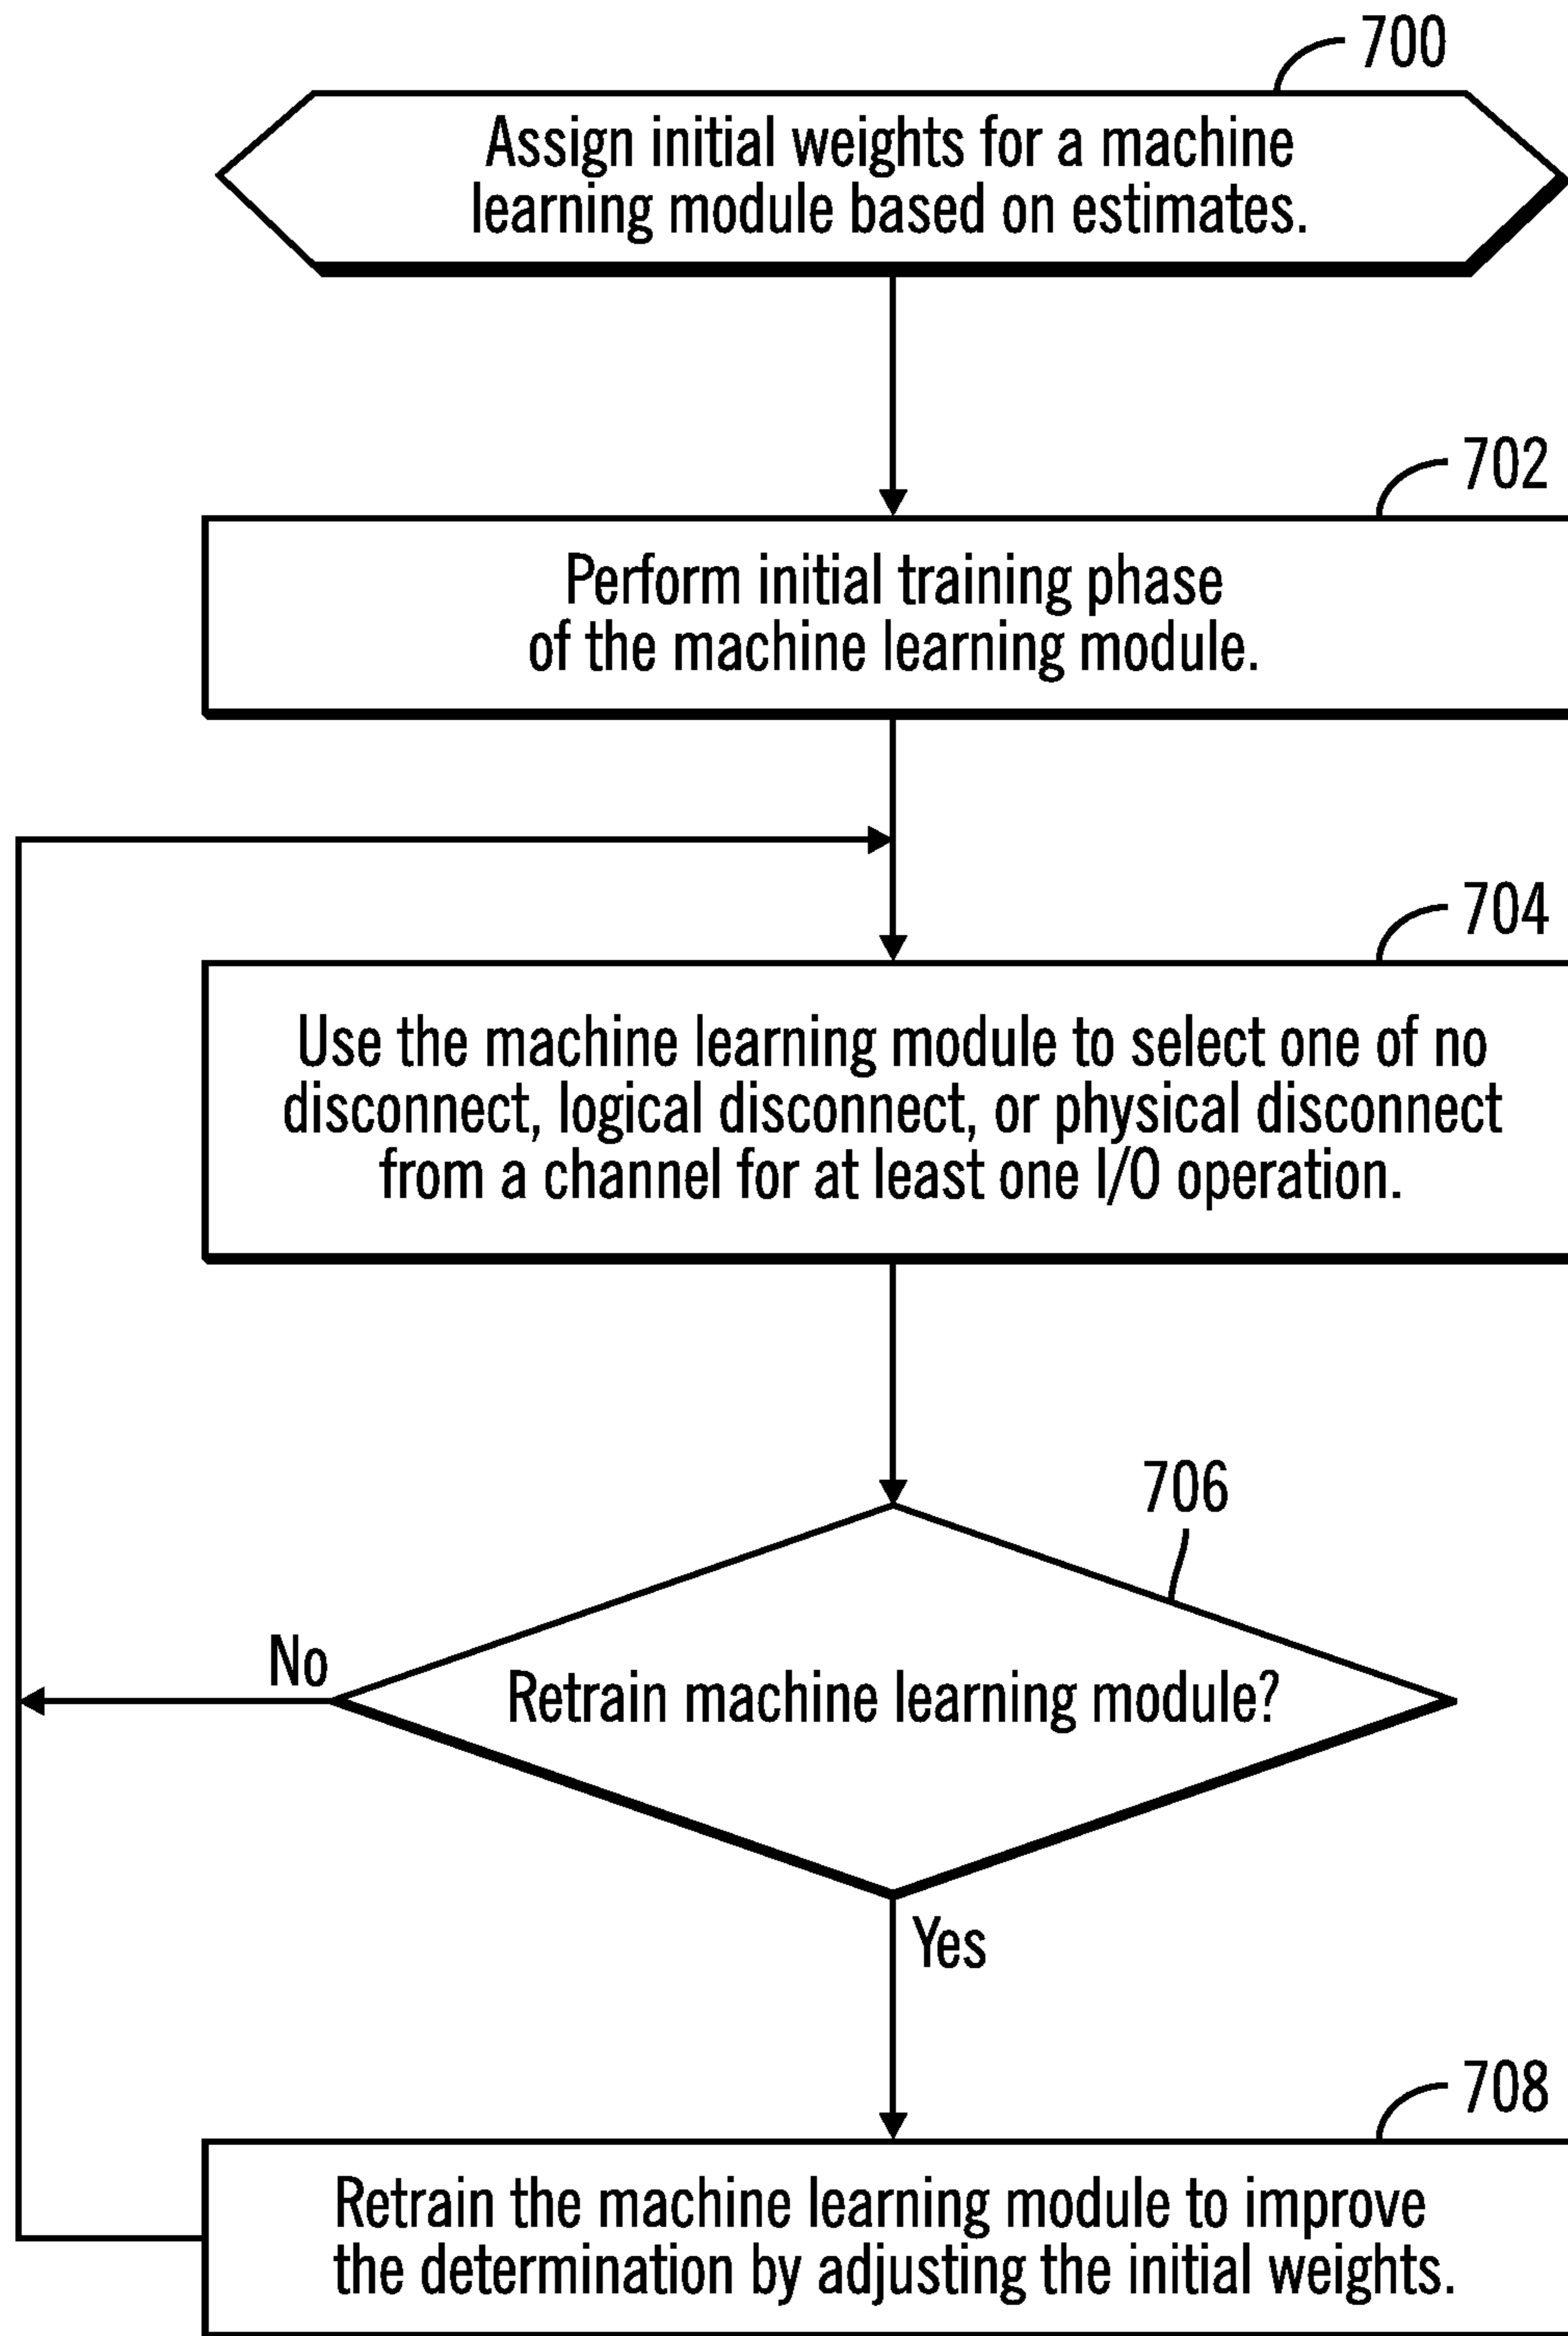 700
Assign initial weights for a machine
learning module based on estimates.
702
Perform initial training phase
of the machine learning module.
704
Use the machine learning module to select one of no
disconnect, logical disconnect, or physical disconnect
from a channel for at least one I/O operation.
706
Retrain machine learning module?
No
Yes
708
Retrain the machine learning module to improve
the determination by adjusting the initial weights.